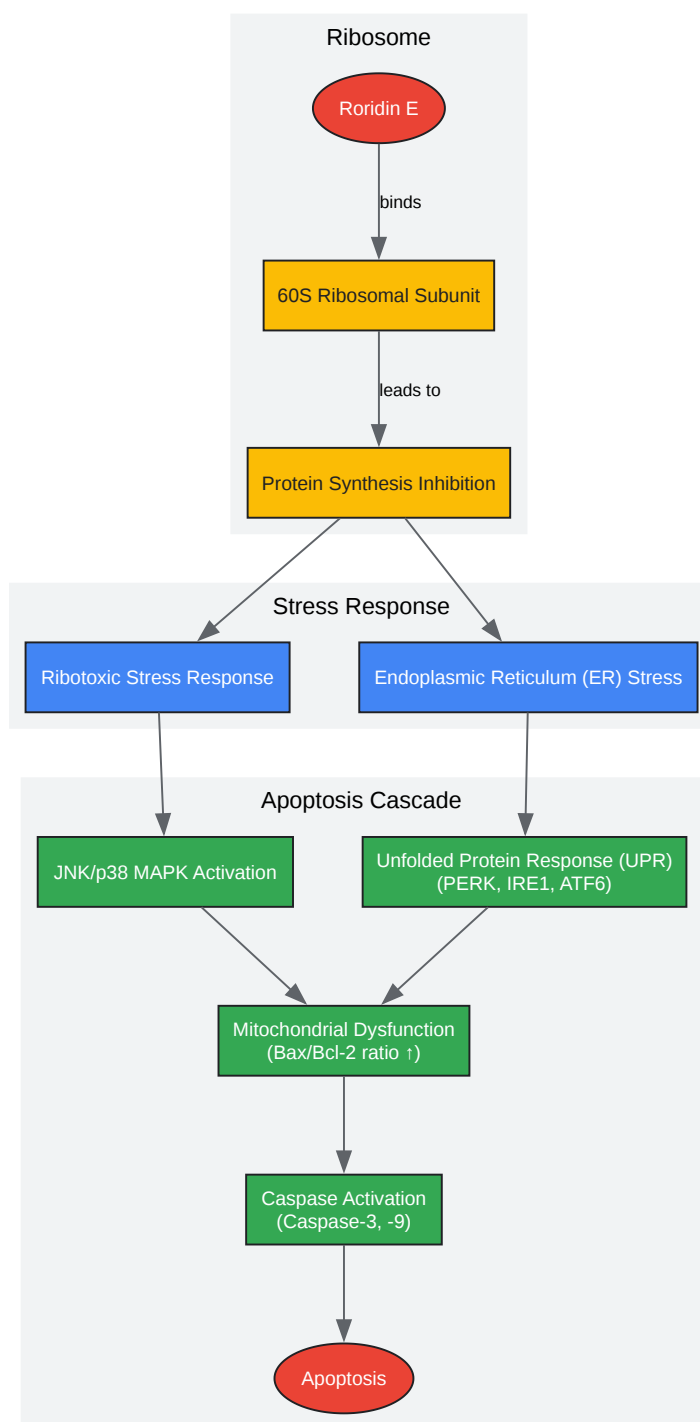 Ribosome
Roridin E
binds
60S Ribosomal Subunit
leads to
Protein Synthesis Inhibition
Stress Response
Ribotoxic Stress Response
Endoplasmic Reticulum (ER) Stress
Apoptosis Cascade
JNK/p38 MAPK Activation
Unfolded Protein Response (UPR)
(PERK, IRE1, ATF6)
Mitochondrial Dysfunction
(Bax/Bcl-2 ratio ↑)
Caspase Activation
(Caspase-3, -9)
Apoptosis